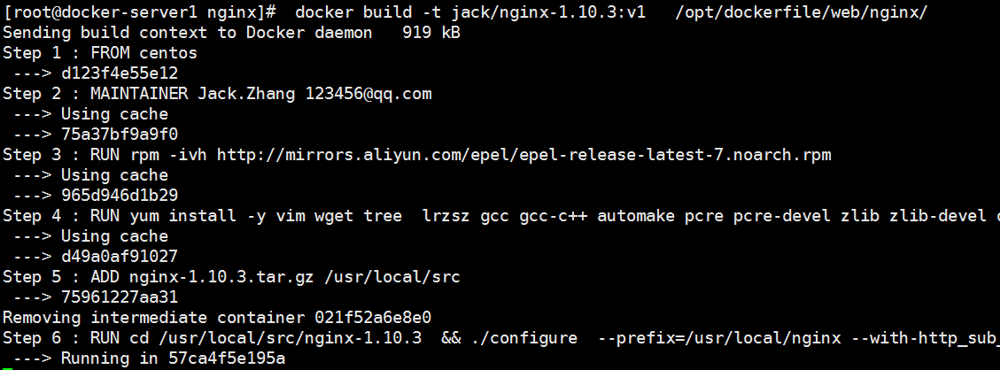 [root@docker-server1 nginx]#  docker build -t jack/nginx-1.10.3:v1   /opt/dockerfile/web/nginx/
Sending build context to Docker daemon   919 kB
Step 1 : FROM centos
 ---> d123f4e55e12
Step 2 : MAINTAINER Jack.Zhang 123456@qq.com
 ---> Using cache
 ---> 75a37bf9a9f0
Step 3 : RUN rpm -ivh http://mirrors.aliyun.com/epel/epel-release-latest-7.noarch.rpm
 ---> Using cache
 ---> 965d946d1b29
Step 4 : RUN yum install -y vim wget tree  lrzsz gcc gcc-c++ automake pcre pcre-devel zlib zlib-devel
 ---> Using cache
 ---> d49a0af91027
Step 5 : ADD nginx-1.10.3.tar.gz /usr/local/src
 ---> 75961227aa31
Removing intermediate container 021f52a6e8e0
Step 6 : RUN cd /usr/local/src/nginx-1.10.3  && ./configure  --prefix=/usr/local/nginx --with-http_sub_
 ---> Running in 57ca4f5e195a